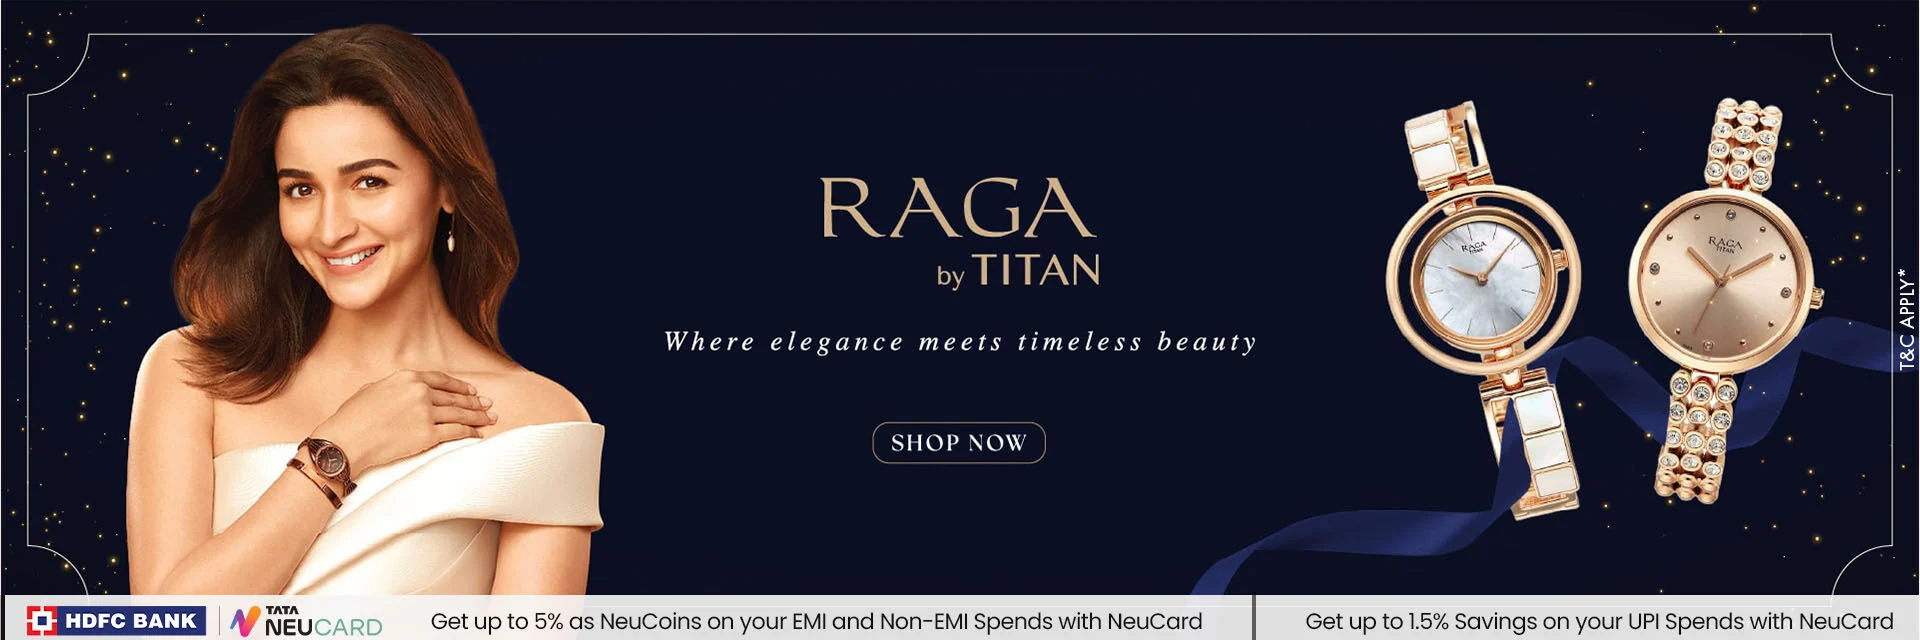 RAGA
by TITAN
Where elegance meets timeless beauty
SHOP NOW
RAGA
TITAN
RAGA
TITAN
T&C APPLY*
HDFC BANK
TATA
NEUCARD
Get up to 5% as NeuCoins on your EMI and Non-EMI Spends with NeuCard
Get up to 1.5% Savings on your UPI Spends with NeuCard